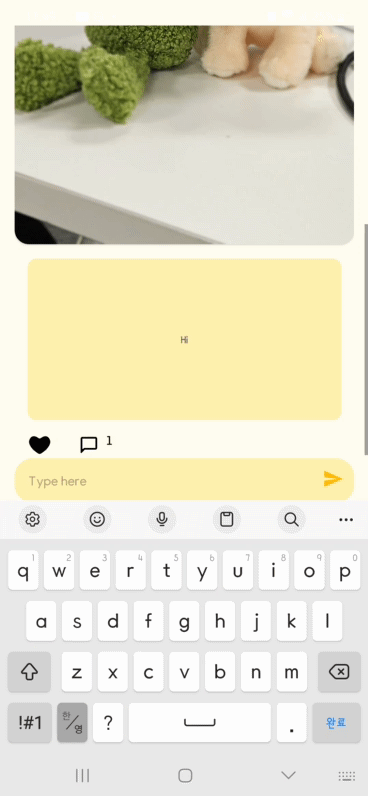 Hi
1
Type here
1 2 3 4 5 6 7 8 9 0
q w e r t y u i o p
a s d f g h j k l
z x c v b n m
!#1 한/영 ? . 완료